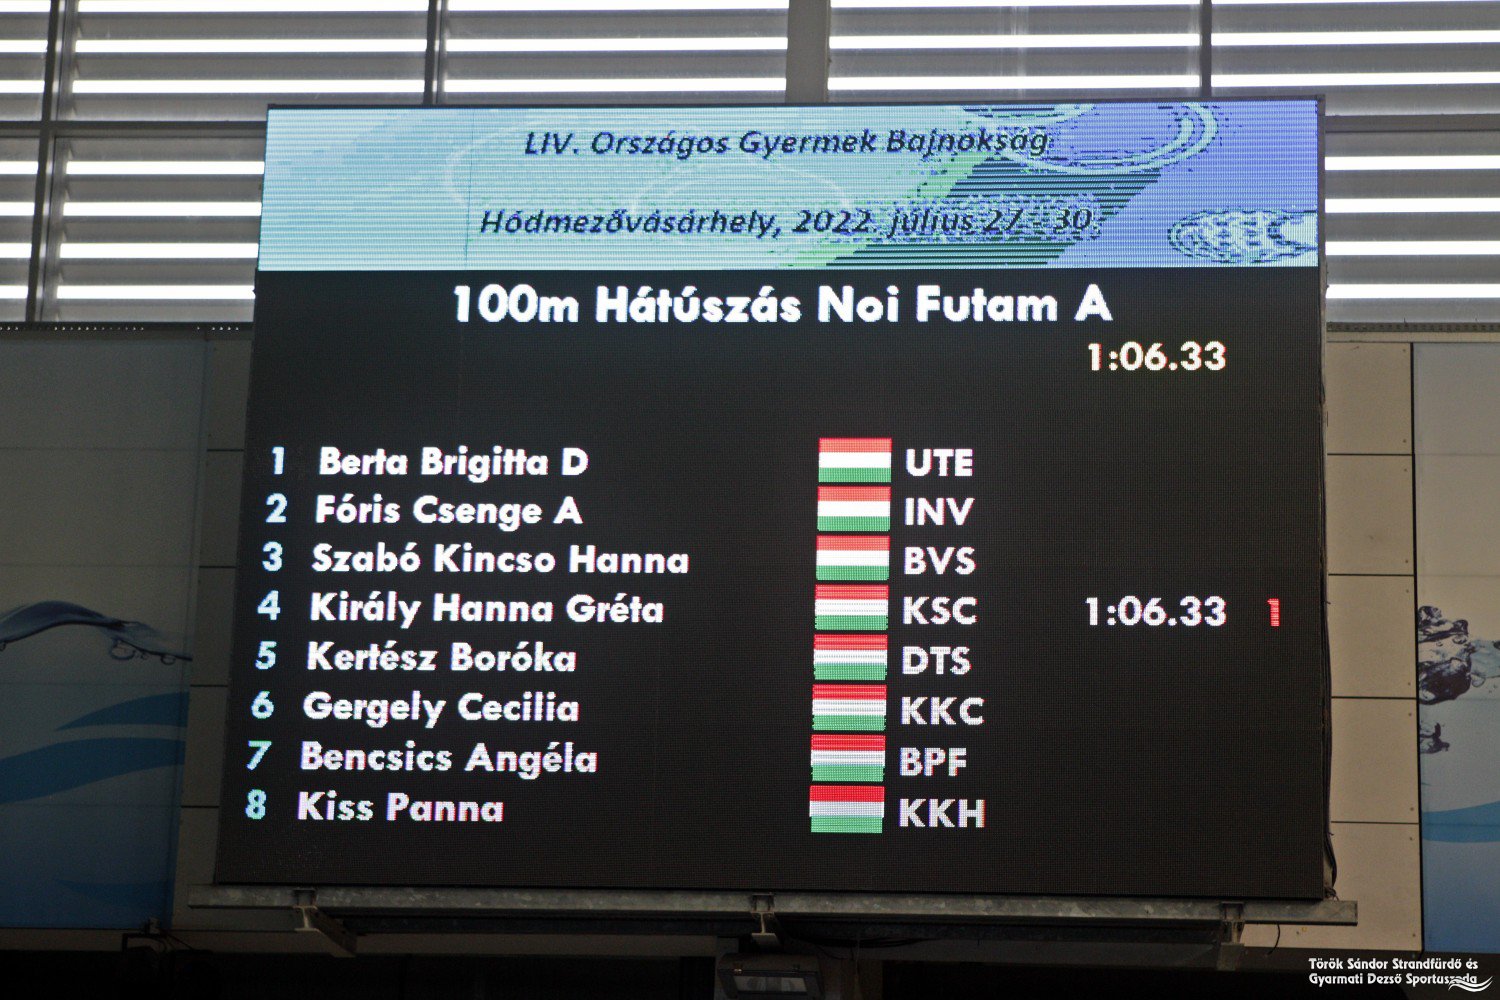 LIV. Országos Gyermek Bajnokság
Hódmezővásárhely, 2022. július 27 - 30.
100m Hátúszás Noi Futam A
1:06.33
1 Berta Brigitta D UTE
2 Fóris Csenge A INV
3 Szabó Kincso Hanna BVS
4 Király Hanna Gréta KSC 1:06.33 1
5 Kertész Boróka DTS
6 Gergely Cecilia KKC
7 Bencsics Angéla BPF
8 Kiss Panna KKH
Török Sándor Strandfürdő és
Gyarmati Dezső Sportuszoda